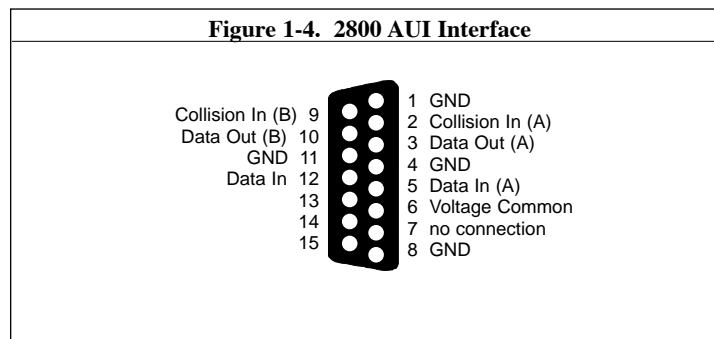 Figure 1-4. 2800 AUI Interface
Collision In (B) 9
Data Out (B) 10
GND 11
Data In 12
13
14
15
1 GND
2 Collision In (A)
3 Data Out (A)
4 GND
5 Data In (A)
6 Voltage Common
7 no connection
8 GND